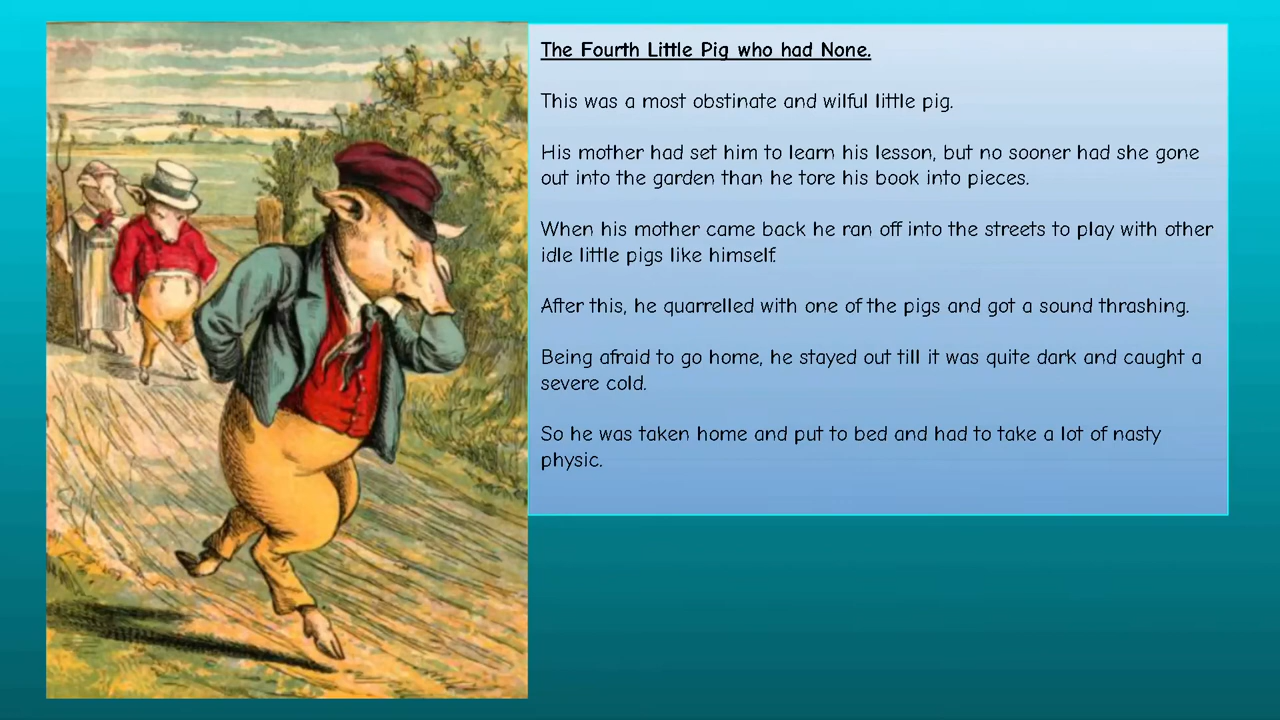 The Fourth Little Pig who had None.
This was a most obstinate and wilful little pig.
His mother had set him to learn his lesson, but no sooner had she gone
out into the garden than he tore his book into pieces.
When his mother came back he ran off into the streets to play with other
idle little pigs like himself.
After this, he quarrelled with one of the pigs and got a sound thrashing.
Being afraid to go home, he stayed out till it was quite dark and caught a
severe cold.
So he was taken home and put to bed and had to take a lot of nasty
physic.